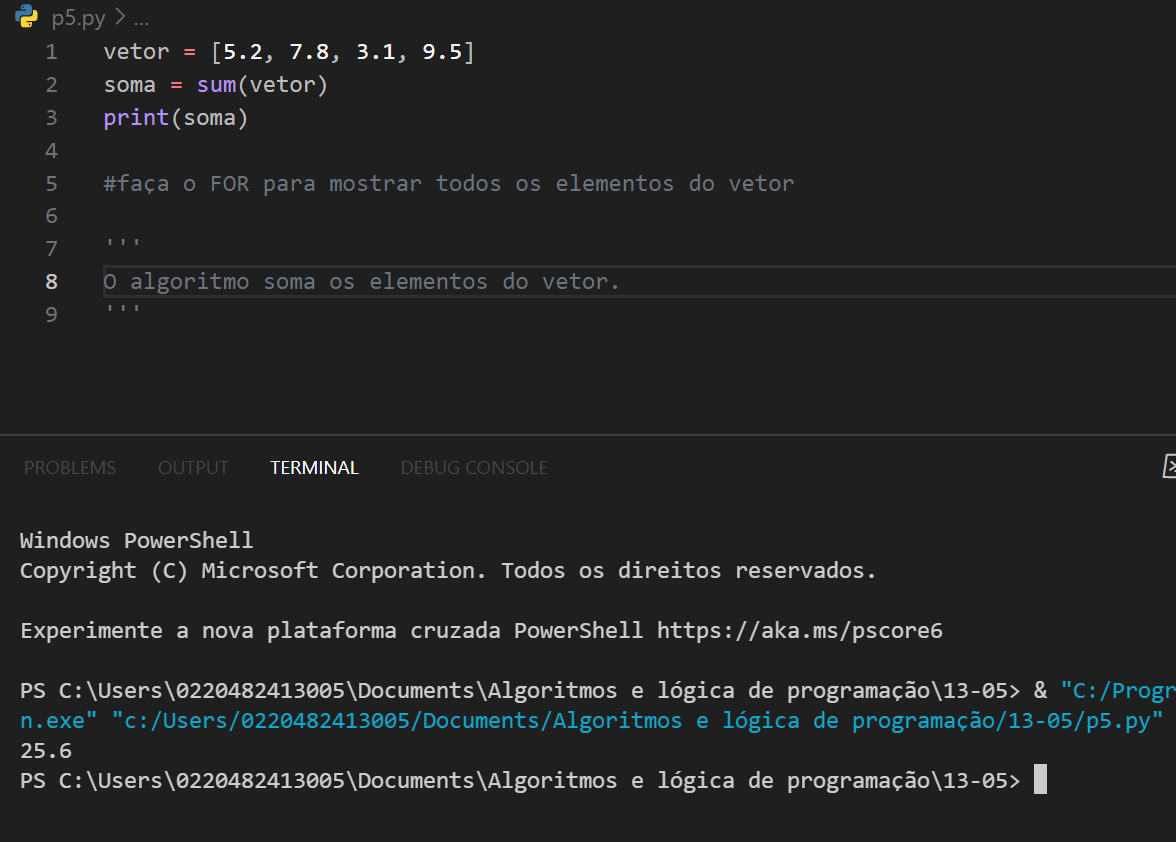 p5.py > ...
1 vetor = [5.2, 7.8, 3.1, 9.5]
2 soma = sum(vetor)
3 print(soma)
4
5 #faça o FOR para mostrar todos os elementos do vetor
6
7 '''
8 O algoritmo soma os elementos do vetor.
9 '''
PROBLEMS OUTPUT TERMINAL DEBUG CONSOLE
Windows PowerShell
Copyright (C) Microsoft Corporation. Todos os direitos reservados.
Experimente a nova plataforma cruzada PowerShell https://aka.ms/pscore6
PS C:\Users\0220482413005\Documents\Algoritmos e lógica de programação\13-05> & "C:/Progr
n.exe" "c:/Users/0220482413005/Documents/Algoritmos e lógica de programação/13-05/p5.py"
25.6
PS C:\Users\0220482413005\Documents\Algoritmos e lógica de programação\13-05>